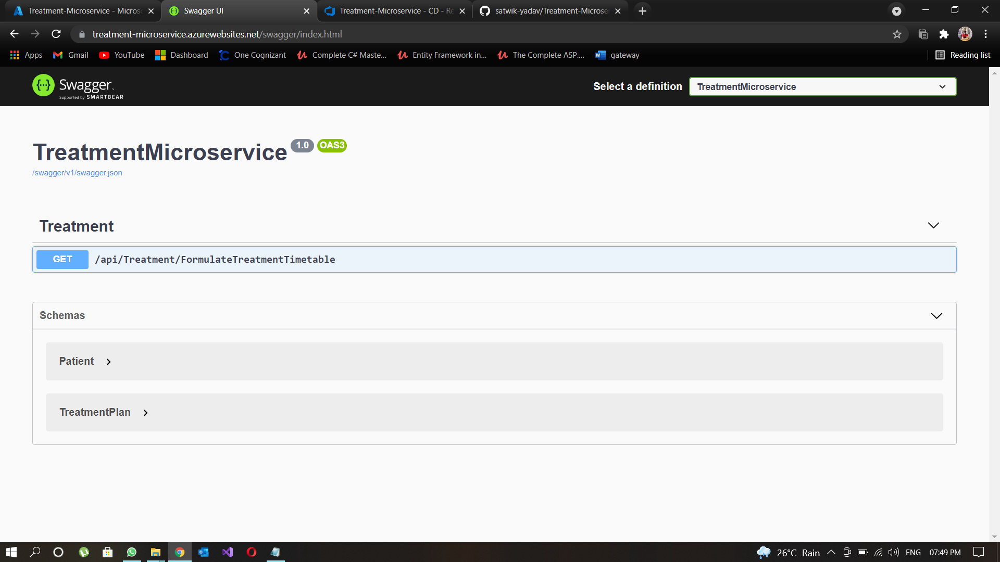 Treatment-Microservice - Micros
Swagger UI
Treatment-Microservice - CD - Re
satwik-yadav/Treatment-Microse
treatment-microservice.azurewebsites.net/swagger/index.html
Apps
Gmail
YouTube
Dashboard
One Cognizant
Complete C# Maste...
Entity Framework in...
The Complete ASP....
gateway
Reading list
Swagger
Supported by SMARTBEAR
Select a definition
TreatmentMicroservice
TreatmentMicroservice 1.0 OAS3
/swagger/v1/swagger.json
Treatment
GET /api/Treatment/FormulateTreatmentTimetable
Schemas
Patient
TreatmentPlan
26°C Rain
ENG
07:49 PM